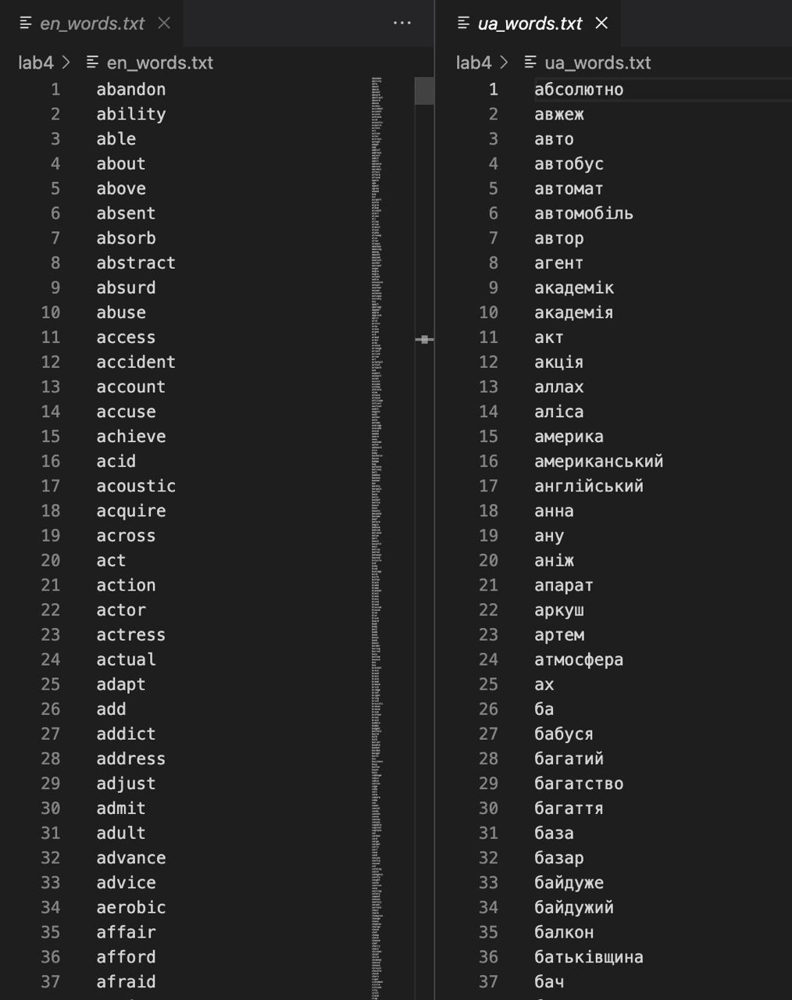 en_words.txt
lab4 > en_words.txt
1 abandon
2 ability
3 able
4 about
5 above
6 absent
7 absorb
8 abstract
9 absurd
10 abuse
11 access
12 accident
13 account
14 accuse
15 achieve
16 acid
17 acoustic
18 acquire
19 across
20 act
21 action
22 actor
23 actress
24 actual
25 adapt
26 add
27 addict
28 address
29 adjust
30 admit
31 adult
32 advance
33 advice
34 aerobic
35 affair
36 afford
37 afraid
ua_words.txt
lab4 > ua_words.txt
1 абсолютно
2 авжеж
3 авто
4 автобус
5 автомат
6 автомобіль
7 автор
8 агент
9 академік
10 академія
11 акт
12 акція
13 аллах
14 аліса
15 америка
16 американський
17 англійський
18 анна
19 ану
20 аніж
21 апарат
22 аркуш
23 артем
24 атмосфера
25 ах
26 ба
27 бабуся
28 багатий
29 багатство
30 багаття
31 база
32 базар
33 байдуже
34 байдужий
35 балкон
36 батьківщина
37 бач